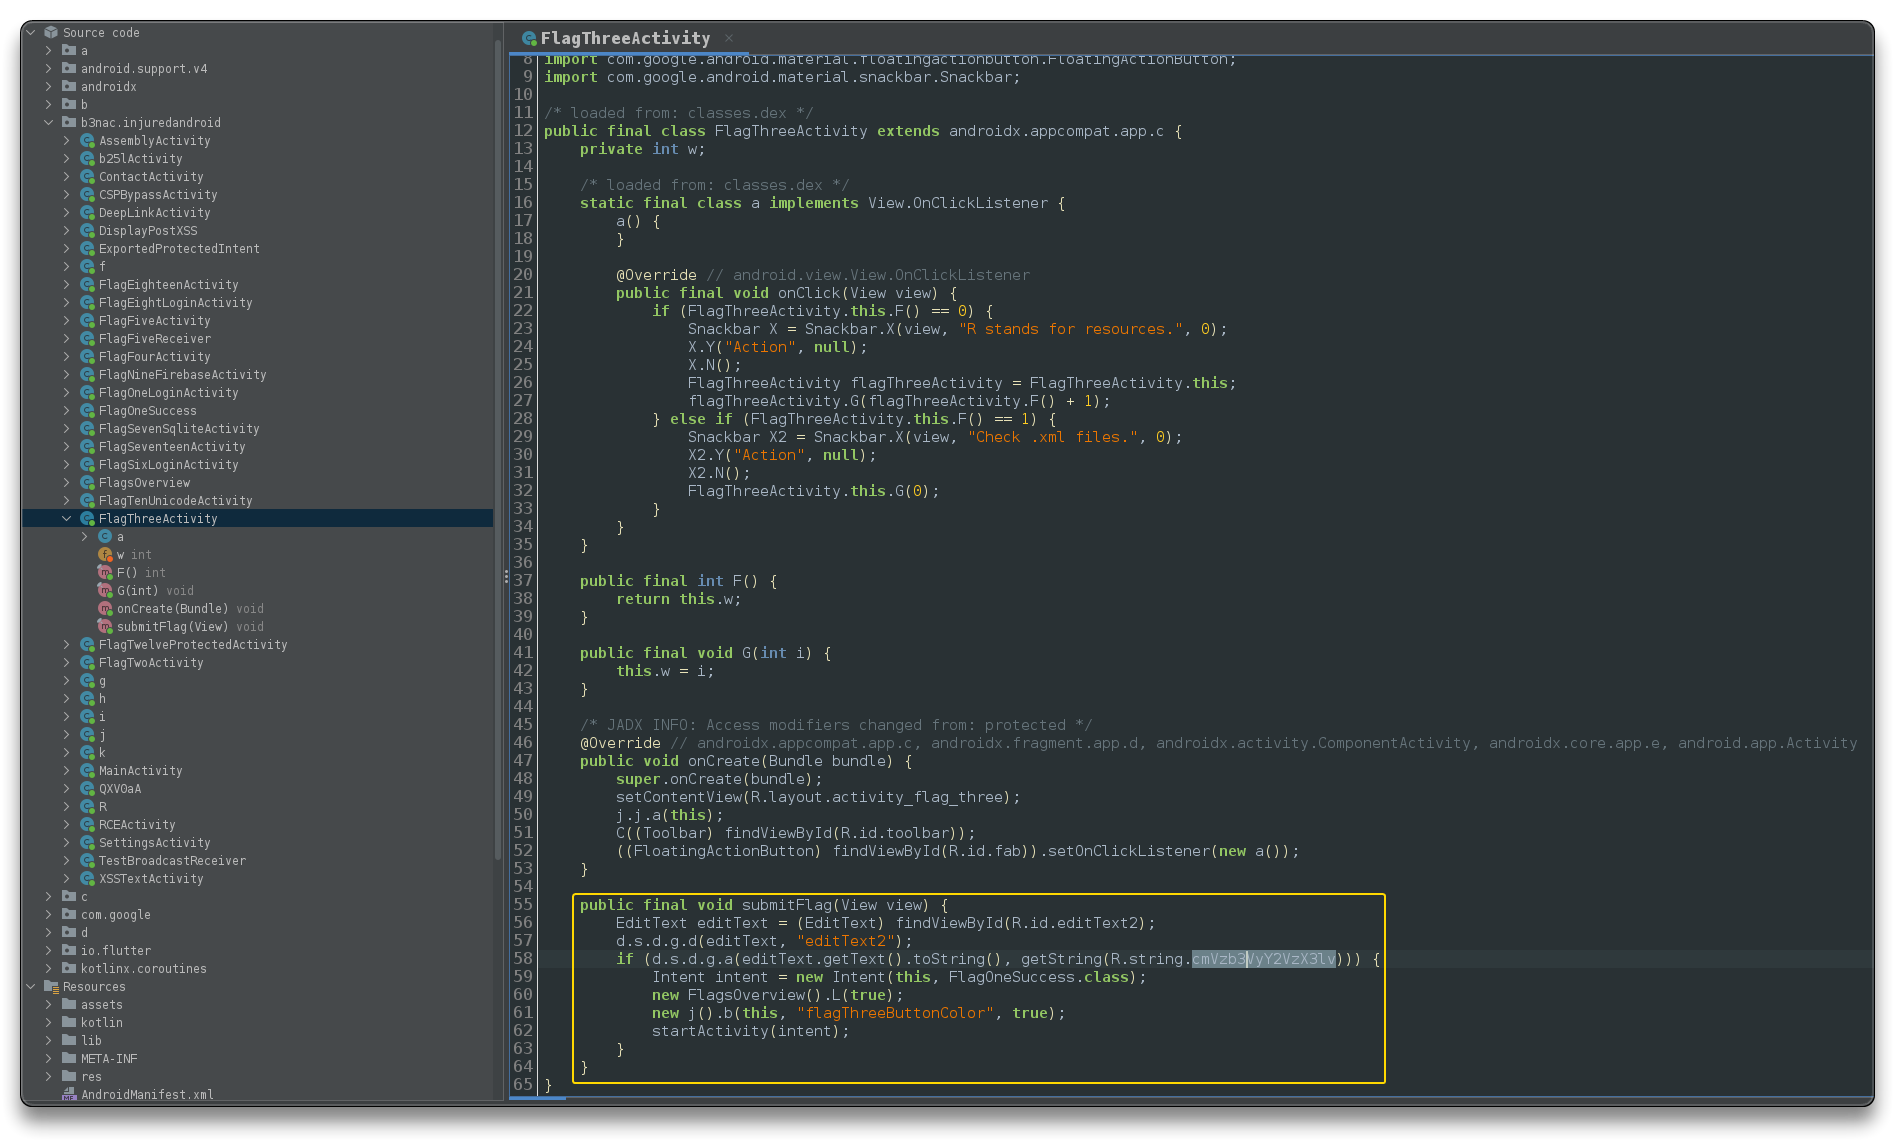 Source code
a
android.support.v4
androidx
b
b3nac.injuredandroid
AssemblyActivity
b25lActivity
ContactActivity
CSPBypassActivity
DeepLinkActivity
DisplayPostXSS
ExportedProtectedIntent
f
FlagEighteenActivity
FlagEightLoginActivity
FlagFiveActivity
FlagFiveReceiver
FlagFourActivity
FlagNineFirebaseActivity
FlagOneLoginActivity
FlagOneSuccess
FlagSevenSqliteActivity
FlagSeventeenActivity
FlagSixLoginActivity
FlagsOverview
FlagTenUnicodeActivity
FlagThreeActivity
a
w int
F() int
G(int) void
onCreate(Bundle) void
submitFlag(View) void
FlagTwelveProtectedActivity
FlagTwoActivity
g
h
i
j
k
MainActivity
QXV0aA
R
RCEActivity
SettingsActivity
TestBroadcastReceiver
XSSTextActivity
c
com.google
d
io.flutter
kotlinx.coroutines
Resources
assets
kotlin
lib
META-INF
res
AndroidManifest.xml
FlagThreeActivity ×
8 import com.google.android.material.floatingactionbutton.FloatingActionButton;
9 import com.google.android.material.snackbar.Snackbar;
10
11 /* loaded from: classes.dex */
12 public final class FlagThreeActivity extends androidx.appcompat.app.c {
13     private int w;
14
15     /* loaded from: classes.dex */
16     static final class a implements View.OnClickListener {
17         a() {
18         }
19
20         @Override // android.view.View.OnClickListener
21         public final void onClick(View view) {
22             if (FlagThreeActivity.this.F() == 0) {
23                 Snackbar X = Snackbar.X(view, "R stands for resources.", 0);
24                 X.Y("Action", null);
25                 X.N();
26                 FlagThreeActivity flagThreeActivity = FlagThreeActivity.this;
27                 flagThreeActivity.G(flagThreeActivity.F() + 1);
28             } else if (FlagThreeActivity.this.F() == 1) {
29                 Snackbar X2 = Snackbar.X(view, "Check .xml files.", 0);
30                 X2.Y("Action", null);
31                 X2.N();
32                 FlagThreeActivity.this.G(0);
33             }
34         }
35     }
36
37     public final int F() {
38         return this.w;
39     }
40
41     public final void G(int i) {
42         this.w = i;
43     }
44
45     /* JADX INFO: Access modifiers changed from: protected */
46     @Override // androidx.appcompat.app.c, androidx.fragment.app.d, androidx.activity.ComponentActivity, androidx.core.app.e, android.app.Activity
47     public void onCreate(Bundle bundle) {
48         super.onCreate(bundle);
49         setContentView(R.layout.activity_flag_three);
50         j.j.a(this);
51         C((Toolbar) findViewById(R.id.toolbar));
52         ((FloatingActionButton) findViewById(R.id.fab)).setOnClickListener(new a());
53     }
54
55     public final void submitFlag(View view) {
56         EditText editText = (EditText) findViewById(R.id.editText2);
57         d.s.d.g.d(editText, "editText2");
58         if (d.s.d.g.a(editText.getText().toString(), getString(R.string.cmVzb3VyY2VzX3lv))) {
59             Intent intent = new Intent(this, FlagOneSuccess.class);
60             new FlagsOverview().L(true);
61             new j().b(this, "flagThreeButtonColor", true);
62             startActivity(intent);
63         }
64     }
65 }